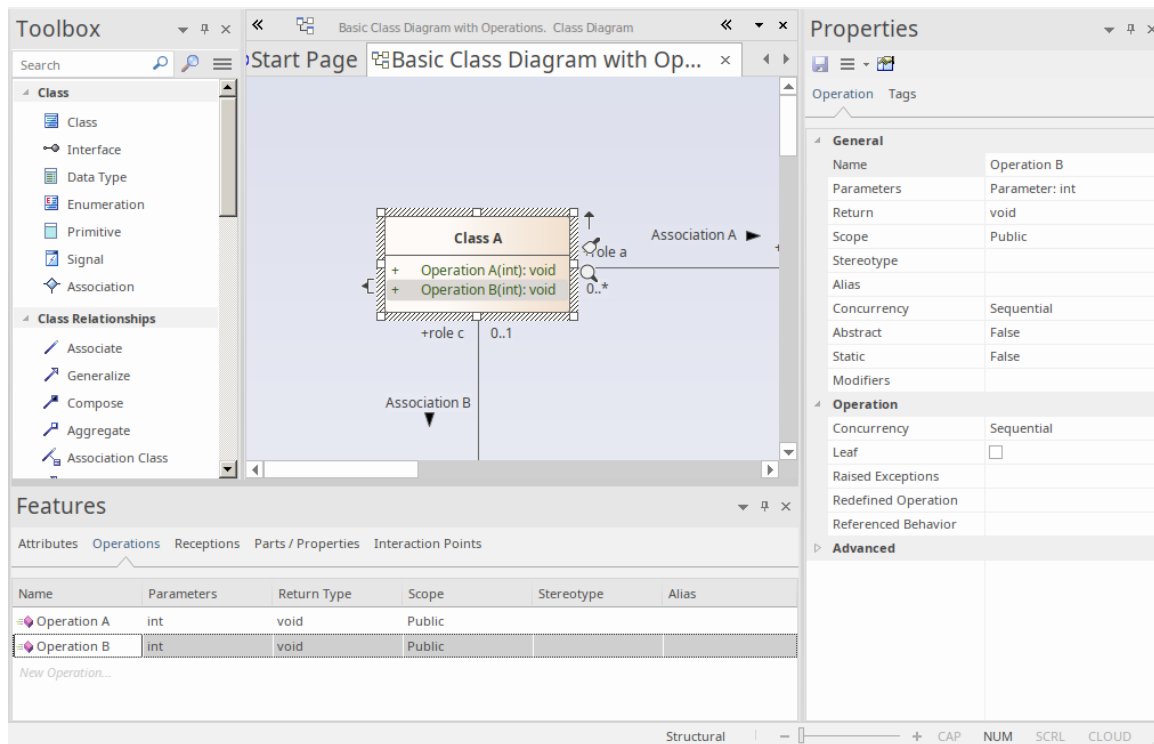 Toolbox
Search
Class
Class
Interface
Data Type
Enumeration
Primitive
Signal
Association
Class Relationships
Associate
Generalize
Compose
Aggregate
Association Class
Basic Class Diagram with Operations. Class Diagram
Start Page Basic Class Diagram with Op...
Class A
+ Operation A(int): void
+ Operation B(int): void
Association A
role a
0..*
+role c 0..1
Association B
Properties
Operation Tags
General
Name Operation B
Parameters Parameter: int
Return void
Scope Public
Stereotype
Alias
Concurrency Sequential
Abstract False
Static False
Modifiers
Operation
Concurrency Sequential
Leaf
Raised Exceptions
Redefined Operation
Referenced Behavior
Advanced
Features
Attributes Operations Receptions Parts / Properties Interaction Points
Name Parameters Return Type Scope Stereotype Alias
Operation A int void Public
Operation B int void Public
New Operation...
Structural CAP NUM SCRL CLOUD